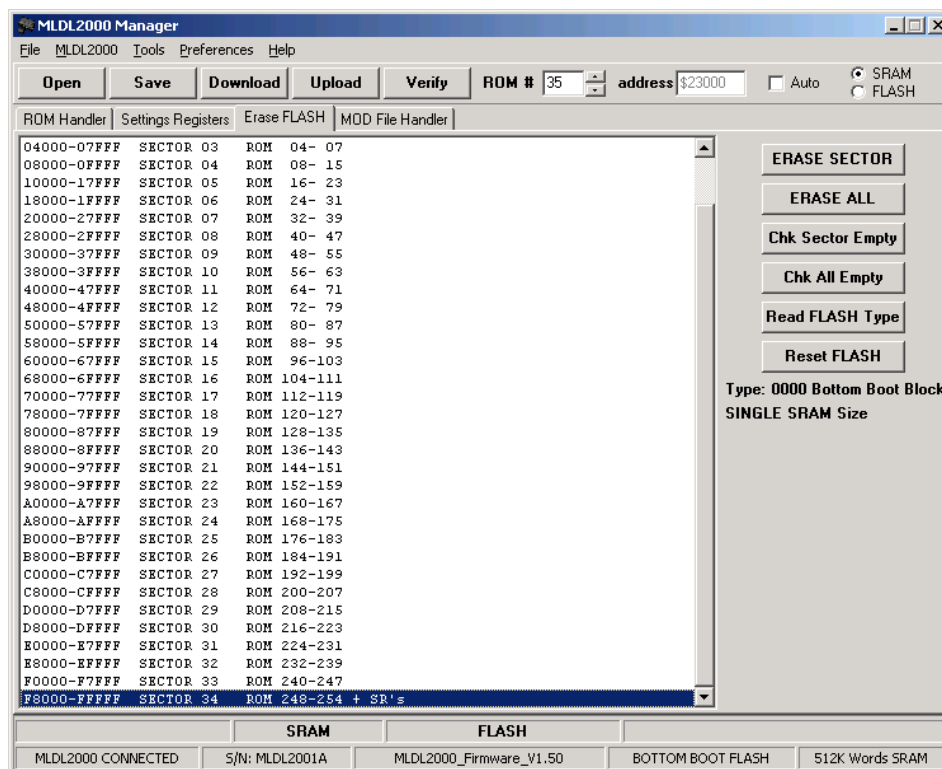 MLDL2000 Manager
File MLDL2000 Tools Preferences Help
Open Save Download Upload Verify ROM # 35 address $23000 Auto SRAM
FLASH
ROM Handler Settings Registers Erase FLASH MOD File Handler
04000-07FFF SECTOR 03 ROM 04- 07
08000-0FFFF SECTOR 04 ROM 08- 15
10000-17FFF SECTOR 05 ROM 16- 23
18000-1FFFF SECTOR 06 ROM 24- 31
20000-27FFF SECTOR 07 ROM 32- 39
28000-2FFFF SECTOR 08 ROM 40- 47
30000-37FFF SECTOR 09 ROM 48- 55
38000-3FFFF SECTOR 10 ROM 56- 63
40000-47FFF SECTOR 11 ROM 64- 71
48000-4FFFF SECTOR 12 ROM 72- 79
50000-57FFF SECTOR 13 ROM 80- 87
58000-5FFFF SECTOR 14 ROM 88- 95
60000-67FFF SECTOR 15 ROM 96-103
68000-6FFFF SECTOR 16 ROM 104-111
70000-77FFF SECTOR 17 ROM 112-119
78000-7FFFF SECTOR 18 ROM 120-127
80000-87FFF SECTOR 19 ROM 128-135
88000-8FFFF SECTOR 20 ROM 136-143
90000-97FFF SECTOR 21 ROM 144-151
98000-9FFFF SECTOR 22 ROM 152-159
A0000-A7FFF SECTOR 23 ROM 160-167
A8000-AFFFF SECTOR 24 ROM 168-175
B0000-B7FFF SECTOR 25 ROM 176-183
B8000-BFFFF SECTOR 26 ROM 184-191
C0000-C7FFF SECTOR 27 ROM 192-199
C8000-CFFFF SECTOR 28 ROM 200-207
D0000-D7FFF SECTOR 29 ROM 208-215
D8000-DFFFF SECTOR 30 ROM 216-223
E0000-E7FFF SECTOR 31 ROM 224-231
E8000-EFFFF SECTOR 32 ROM 232-239
F0000-F7FFF SECTOR 33 ROM 240-247
F8000-FFFFF SECTOR 34 ROM 248-254 + SR's
ERASE SECTOR
ERASE ALL
Chk Sector Empty
Chk All Empty
Read FLASH Type
Reset FLASH
Type: 0000 Bottom Boot Block
SINGLE SRAM Size
SRAM FLASH
MLDL2000 CONNECTED S/N: MLDL2001A MLDL2000_Firmware_V1.50 BOTTOM BOOT FLASH 512K Words SRAM